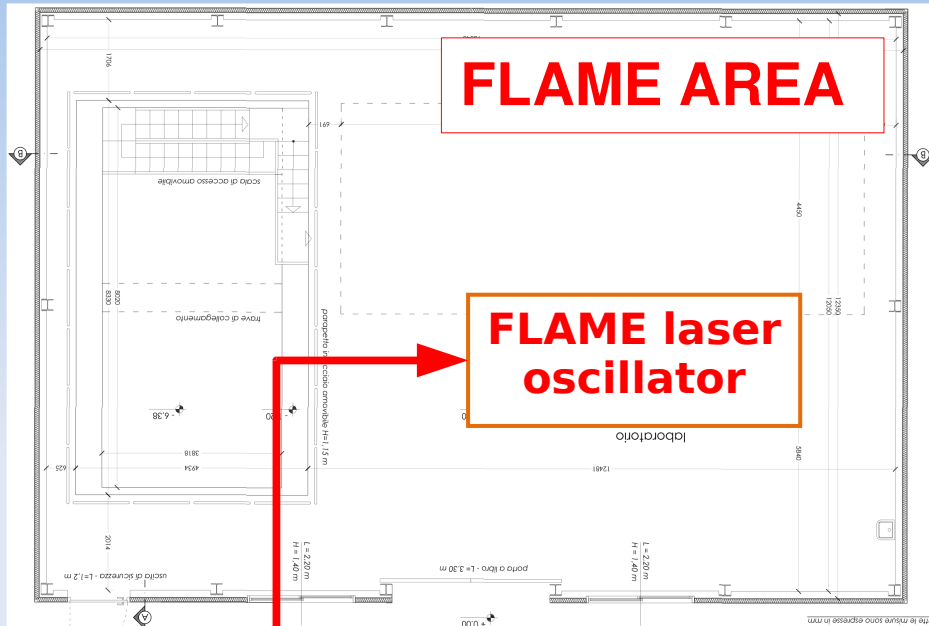 FLAME AREA
1706
691
B
B
scala di accesso amovibile
4450
8330
8020
12050
12350
trave di collegamento
FLAME laser
oscillator
- 6.38
parapetto in acciaio amovibile H=1,15 m
laboratorio
3818
4934
625
12481
5840
2014
L = 2,20 m
H = 1,40 m
L = 2,20 m
H = 1,40 m
uscita di sicurezza - L=1,2 m
porta a libro - L= 3,30 m
A
+ 0.00
tte le misure sono espresse in mm